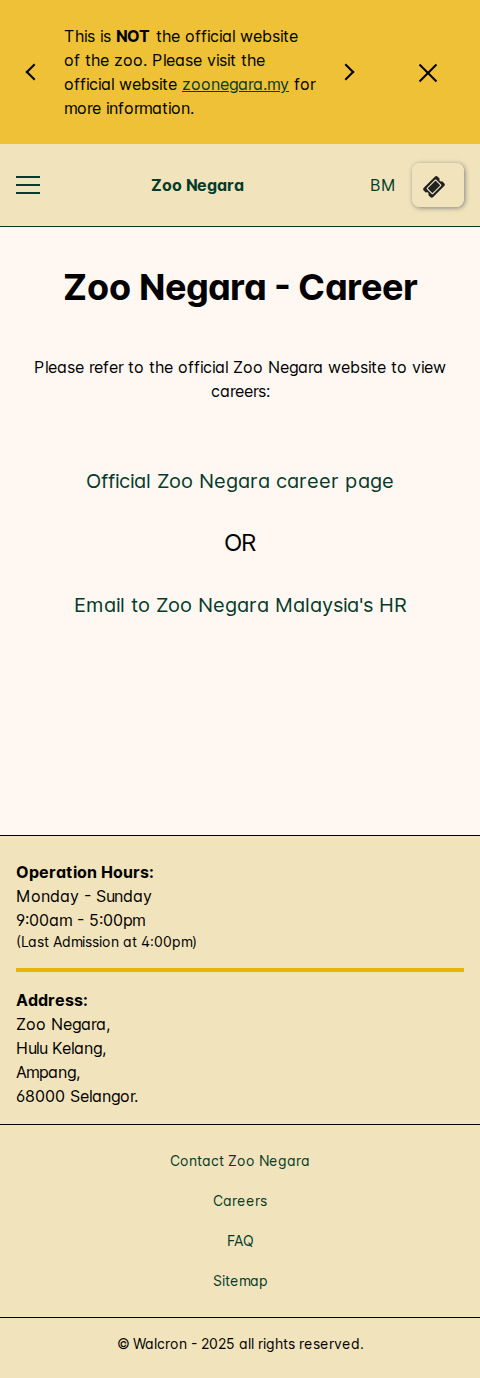 This is NOT the official website
of the zoo. Please visit the
official website zoonegara.my for
more information.
Zoo Negara
BM
Zoo Negara - Career
Please refer to the official Zoo Negara website to view
careers:
Official Zoo Negara career page
OR
Email to Zoo Negara Malaysia's HR
Operation Hours:
Monday - Sunday
9:00am - 5:00pm
(Last Admission at 4:00pm)
Address:
Zoo Negara,
Hulu Kelang,
Ampang,
68000 Selangor.
Contact Zoo Negara
Careers
FAQ
Sitemap
© Walcron - 2025 all rights reserved.